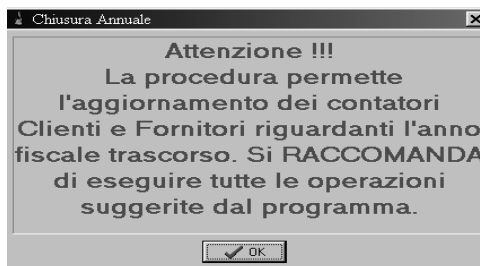 Chiusura Annuale
Attenzione !!!
La procedura permette
l'aggiornamento dei contatori
Clienti e Fornitori riguardanti l'anno
fiscale trascorso. Si RACCOMANDA
di eseguire tutte le operazioni
suggerite dal programma.
OK